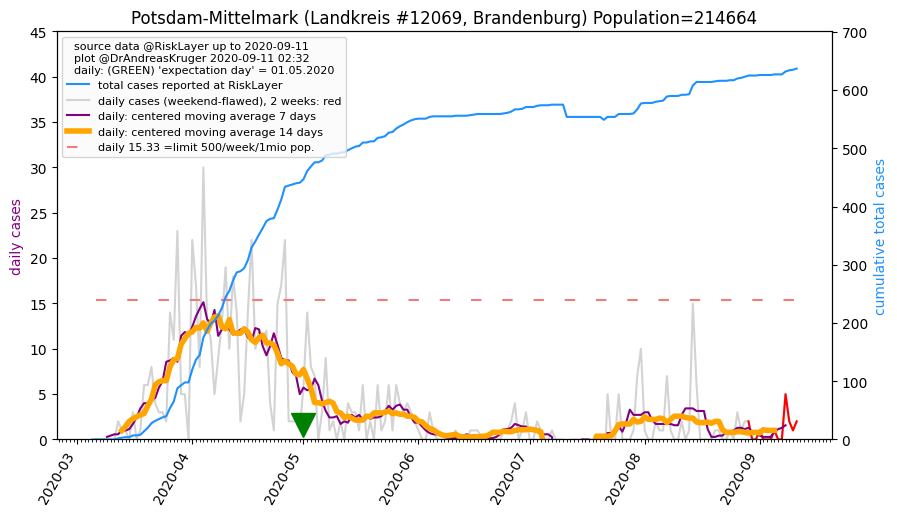 Potsdam-Mittelmark (Landkreis #12069, Brandenburg) Population=214664
source data @RiskLayer up to 2020-09-11
plot @DrAndreasKruger 2020-09-11 02:32
daily: (GREEN) 'expectation day' = 01.05.2020
total cases reported at RiskLayer
daily cases (weekend-flawed), 2 weeks: red
daily: centered moving average 7 days
daily: centered moving average 14 days
daily 15.33 =limit 500/week/1mio pop.
daily cases
45
40
35
30
25
20
15
10
5
0
cumulative total cases
700
600
500
400
300
200
100
0
2020-03
2020-04
2020-05
2020-06
2020-07
2020-08
2020-09